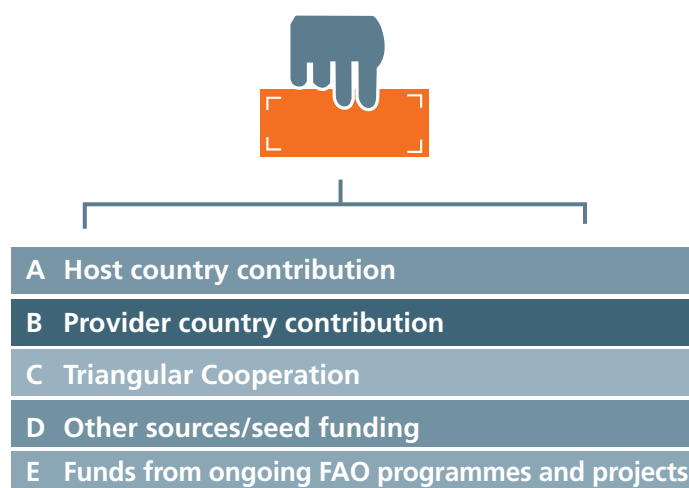 A Host country contribution
B Provider country contribution
C Triangular Cooperation
D Other sources/seed funding
E Funds from ongoing FAO programmes and projects